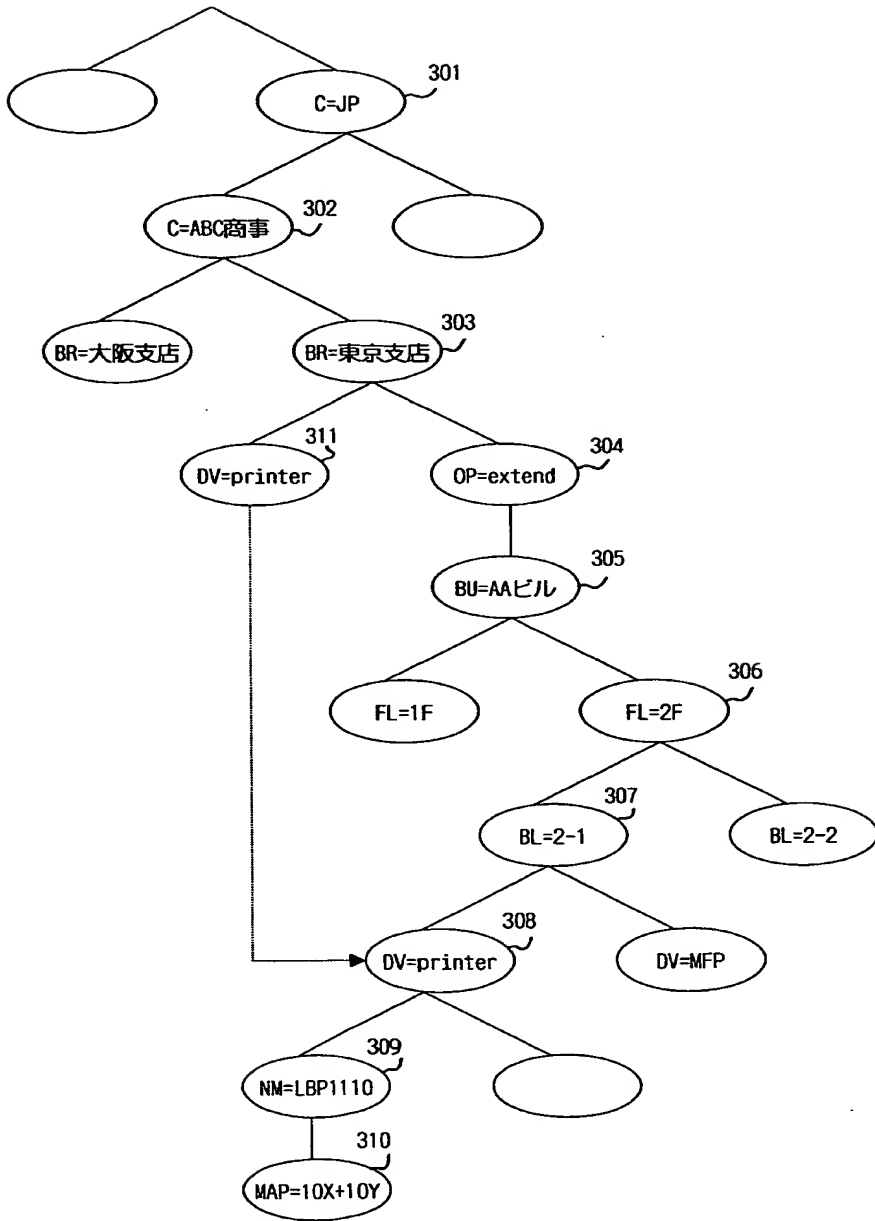 301
C=JP
302
C=ABC商事
303
BR=大阪支店
BR=東京支店
311
304
DV=printer
OP=extend
305
BU=AAビル
306
FL=1F
FL=2F
307
BL=2-1
BL=2-2
308
DV=printer
DV=MFP
309
NM=LBP1110
310
MAP=10X+10Y